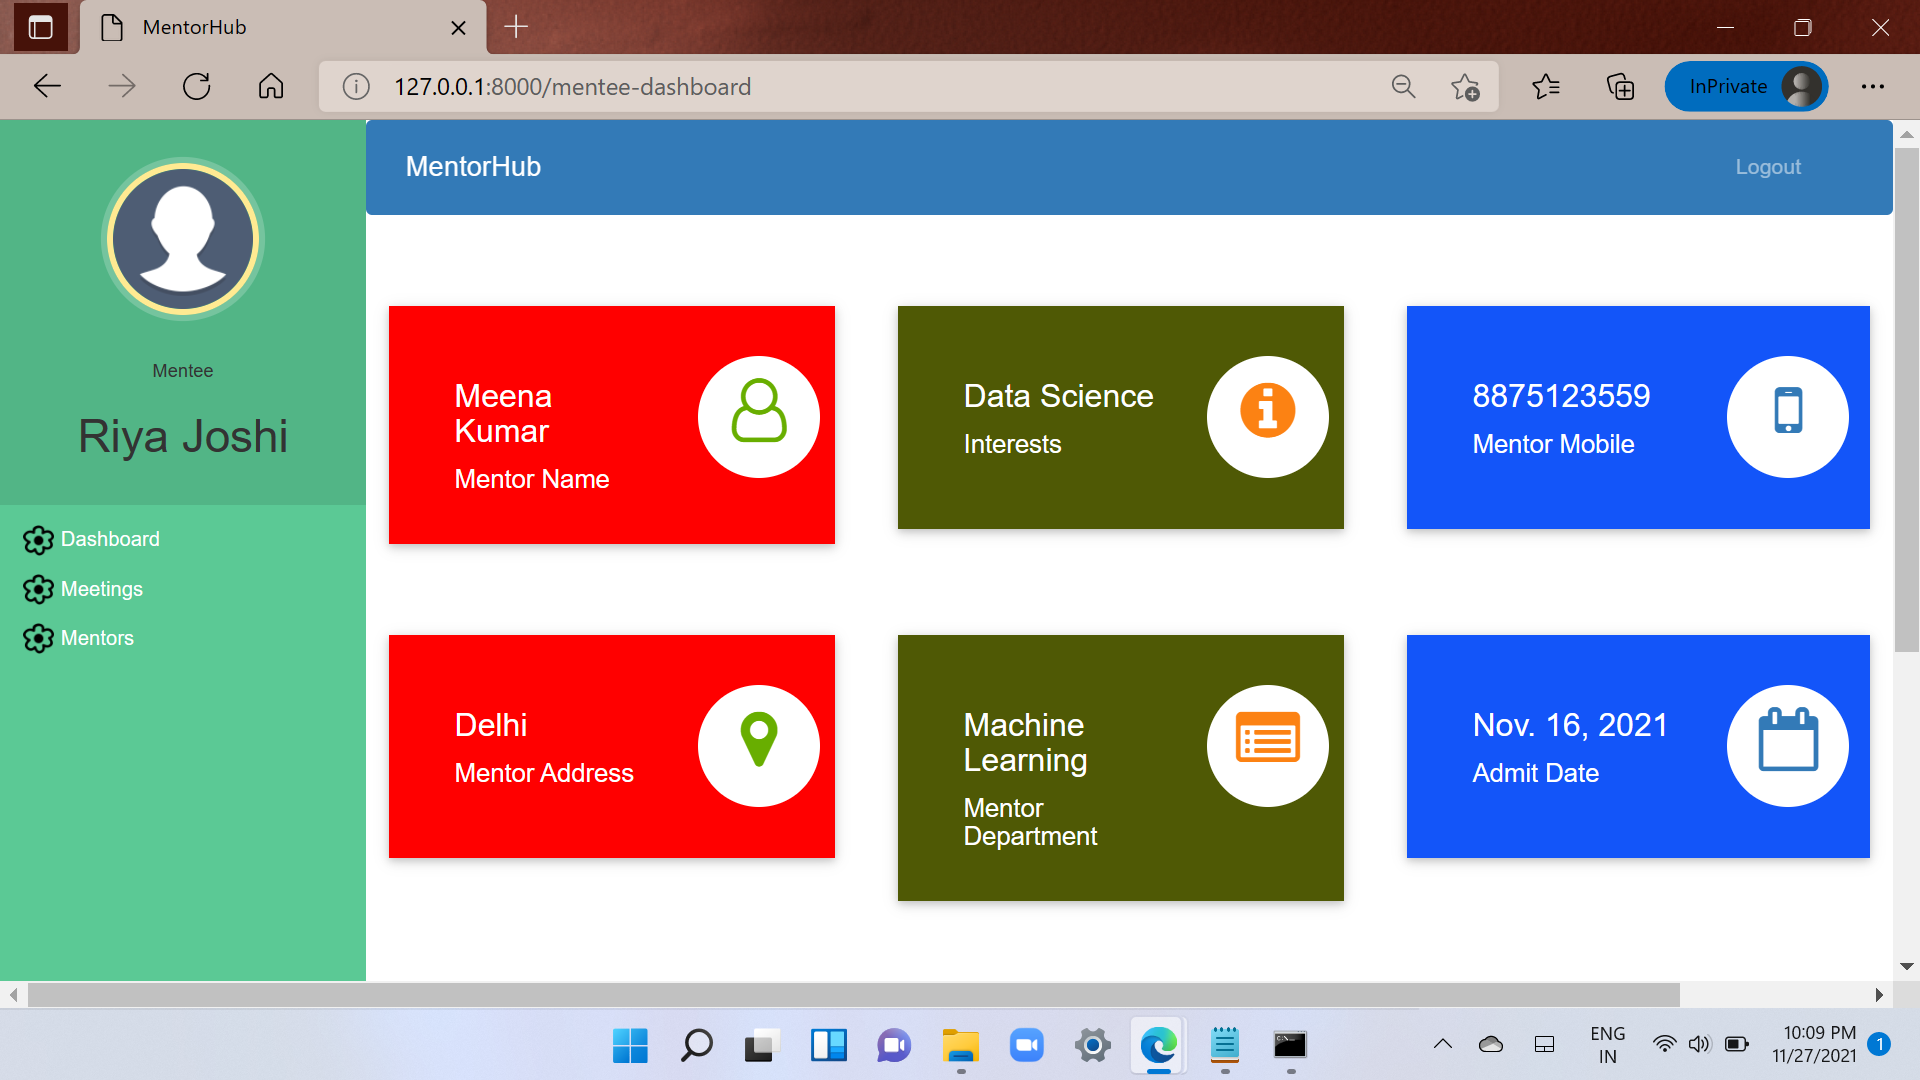 MentorHub
127.0.0.1:8000/mentee-dashboard
InPrivate
Mentee
Riya Joshi
Dashboard
Meetings
Mentors
MentorHub
Logout
Meena
Kumar
Mentor Name
Data Science
Interests
8875123559
Mentor Mobile
Delhi
Mentor Address
Machine
Learning
Mentor
Department
Nov. 16, 2021
Admit Date
ENG
IN
10:09 PM
11/27/2021
1